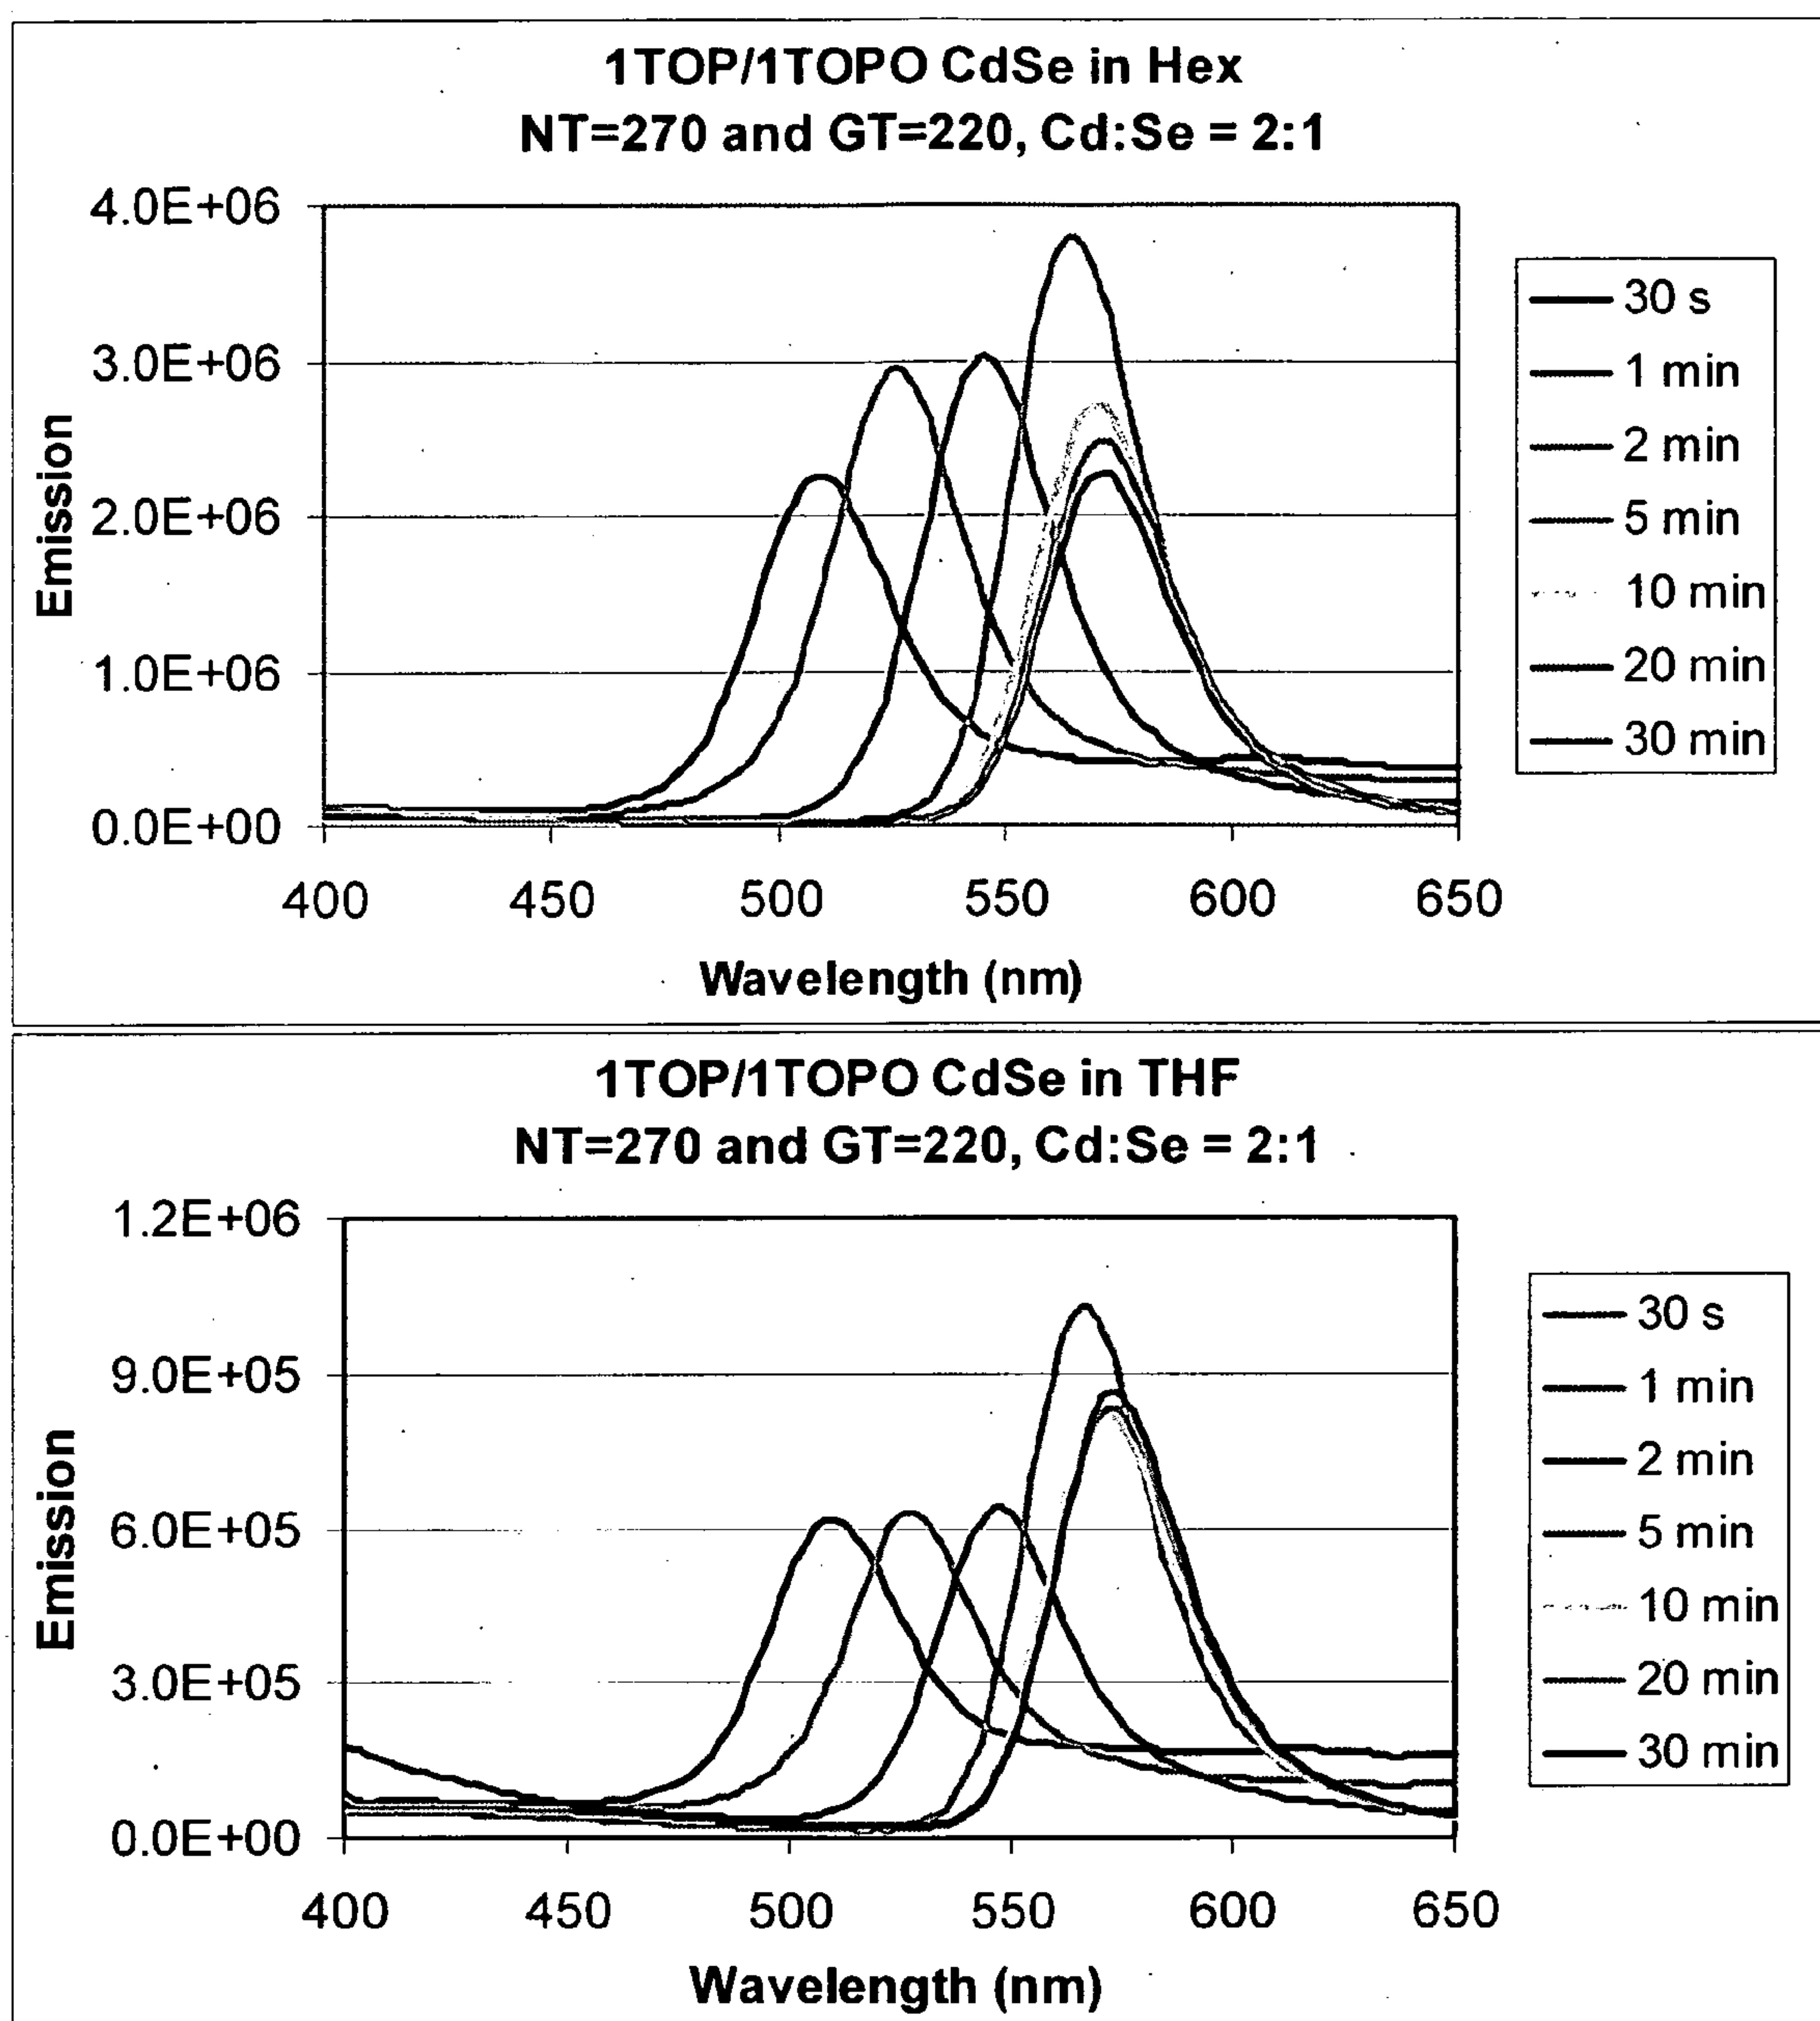 1TOP/1TOPO CdSe in Hex
NT=270 and GT=220, Cd:Se = 2:1
4.0E+06
3.0E+06
2.0E+06
1.0E+06
0.0E+00
Emission
400 450 500 550 600 650
Wavelength (nm)
30 s
1 min
2 min
5 min
10 min
20 min
30 min
1TOP/1TOPO CdSe in THF
NT=270 and GT=220, Cd:Se = 2:1
1.2E+06
9.0E+05
6.0E+05
3.0E+05
0.0E+00
Emission
400 450 500 550 600 650
Wavelength (nm)
30 s
1 min
2 min
5 min
10 min
20 min
30 min